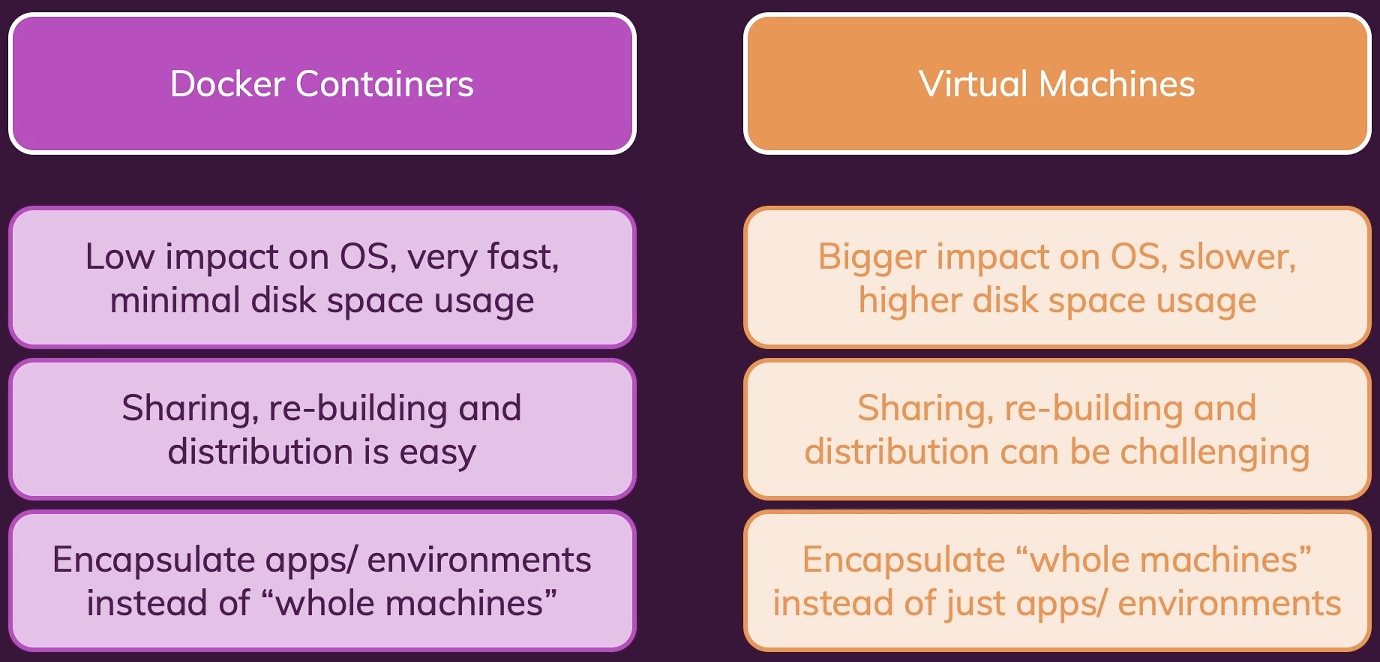 Docker Containers
Virtual Machines
Low impact on OS, very fast,
minimal disk space usage
Bigger impact on OS, slower,
higher disk space usage
Sharing, re-building and
distribution is easy
Sharing, re-building and
distribution can be challenging
Encapsulate apps/ environments
instead of “whole machines”
Encapsulate “whole machines”
instead of just apps/ environments